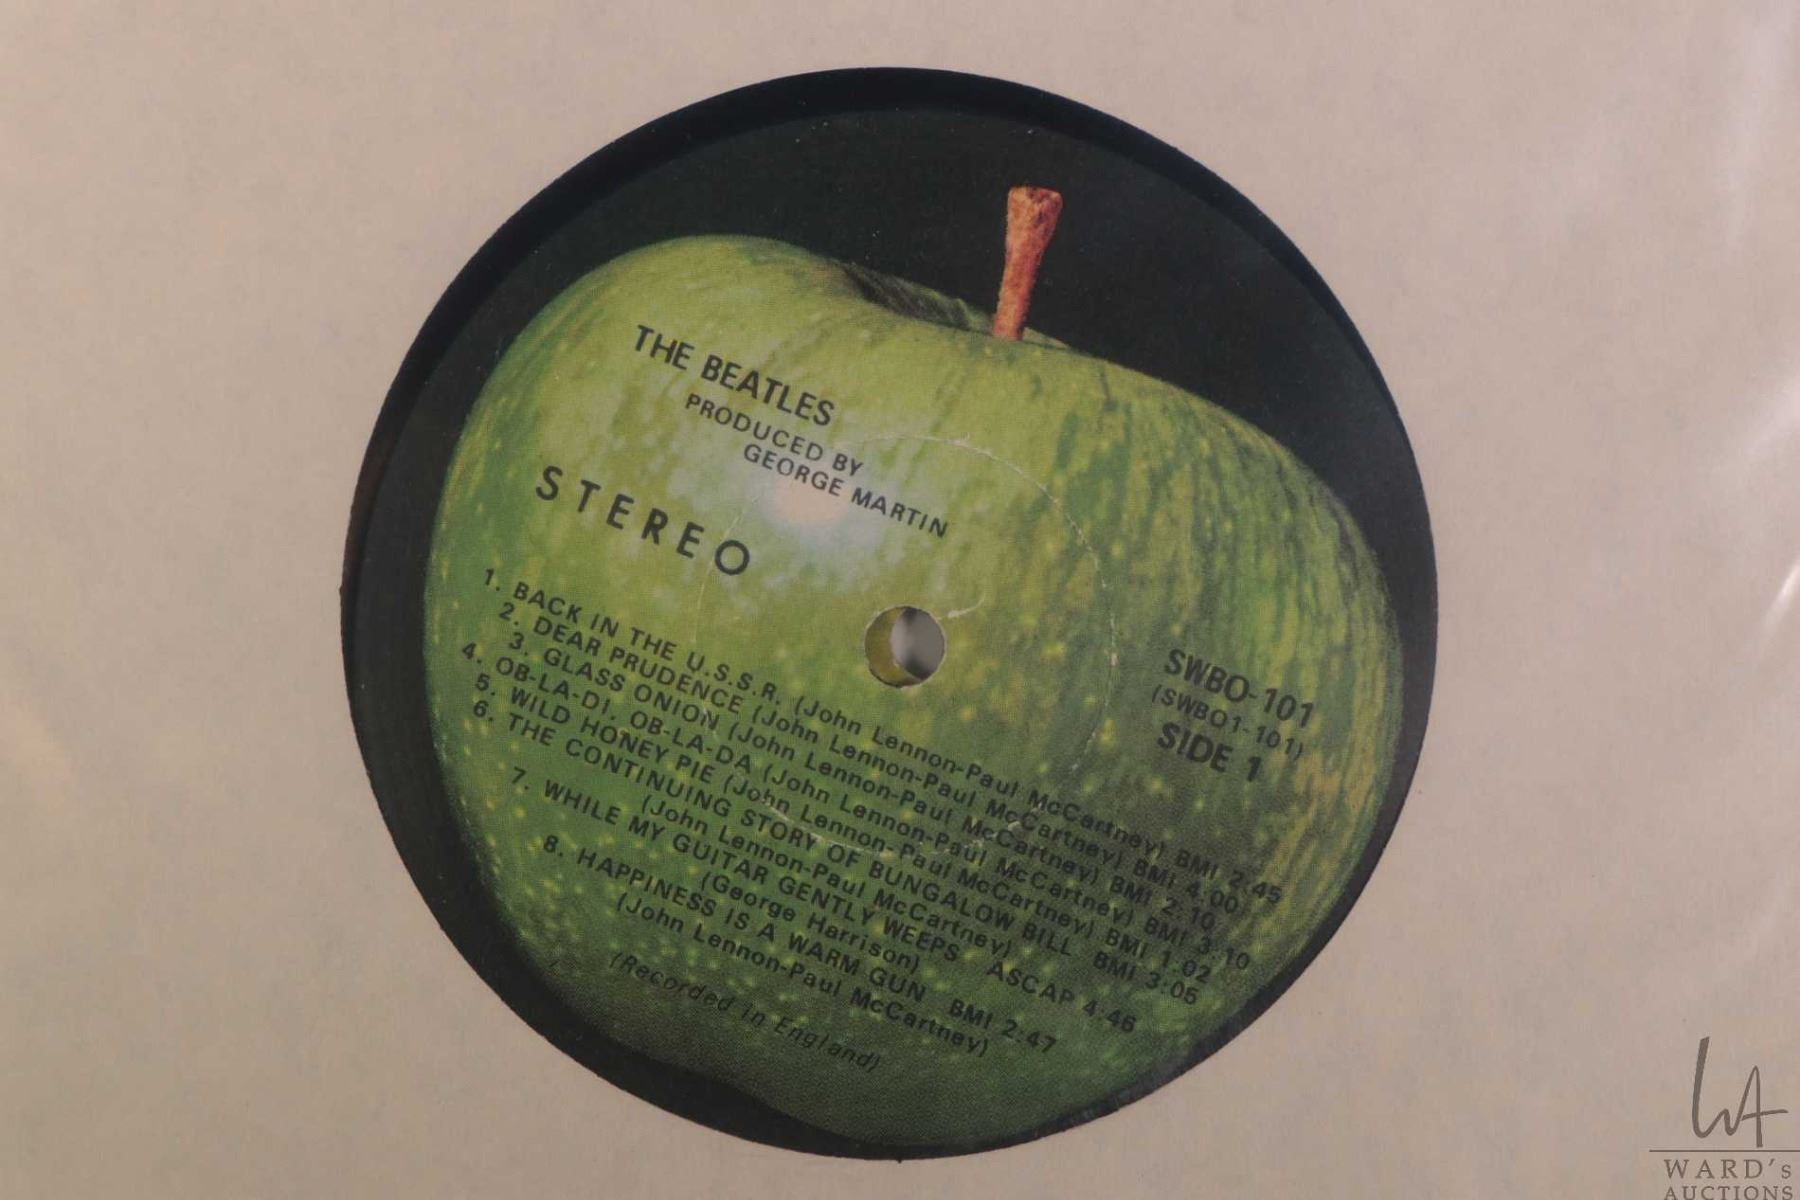 THE BEATLES
PRODUCED BY
GEORGE MARTIN
STEREO
SWBO-101
(SWBO1-101)
SIDE 1
1. BACK IN THE U.S.S.R. (John Lennon-Paul McCartney) BMI 2:45
2. DEAR PRUDENCE (John Lennon-Paul McCartney) BMI 4:00
3. GLASS ONION (John Lennon-Paul McCartney) BMI 2:10
4. OB-LA-DI, OB-LA-DA (John Lennon-Paul McCartney) BMI 3:10
5. WILD HONEY PIE (John Lennon-Paul McCartney) BMI 1:02
6. THE CONTINUING STORY OF BUNGALOW BILL BMI 3:05
(John Lennon-Paul McCartney)
7. WHILE MY GUITAR GENTLY WEEPS ASCAP 4:46
(George Harrison)
8. HAPPINESS IS A WARM GUN BMI 2:47
(John Lennon-Paul McCartney)
(Recorded in England)
WA
WARD's
AUCTIONS